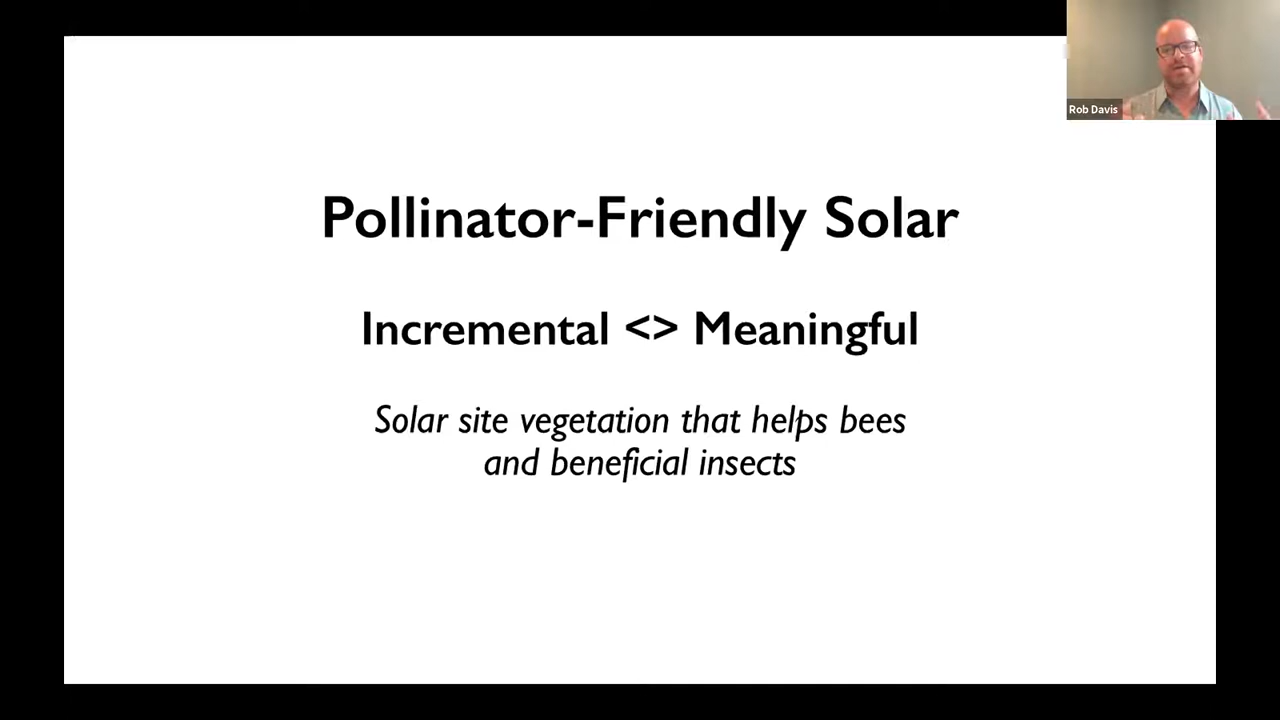 Rob Davis
Pollinator-Friendly Solar
Incremental <> Meaningful
Solar site vegetation that helps bees
and beneficial insects